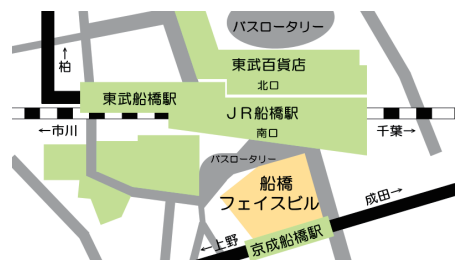 バスロータリー
東武百貨店
北口
↑柏
東武船橋駅
JR船橋駅
南口
←市川
千葉→
バスロータリー
船橋
フェイスビル
成田→
←上野
京成船橋駅